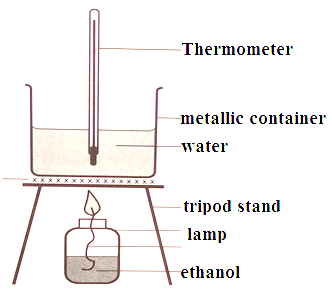 Thermometer
metallic container
water
tripod stand
lamp
ethanol